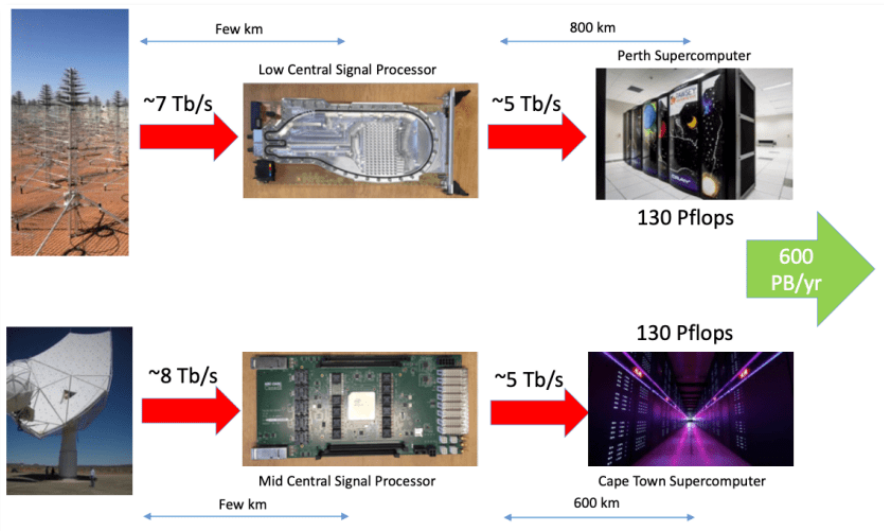 Few km
800 km
Low Central Signal Processor
Perth Supercomputer
~7 Tb/s
~5 Tb/s
130 Pflops
600
PB/yr
130 Pflops
~8 Tb/s
~5 Tb/s
Mid Central Signal Processor
Cape Town Supercomputer
Few km
600 km